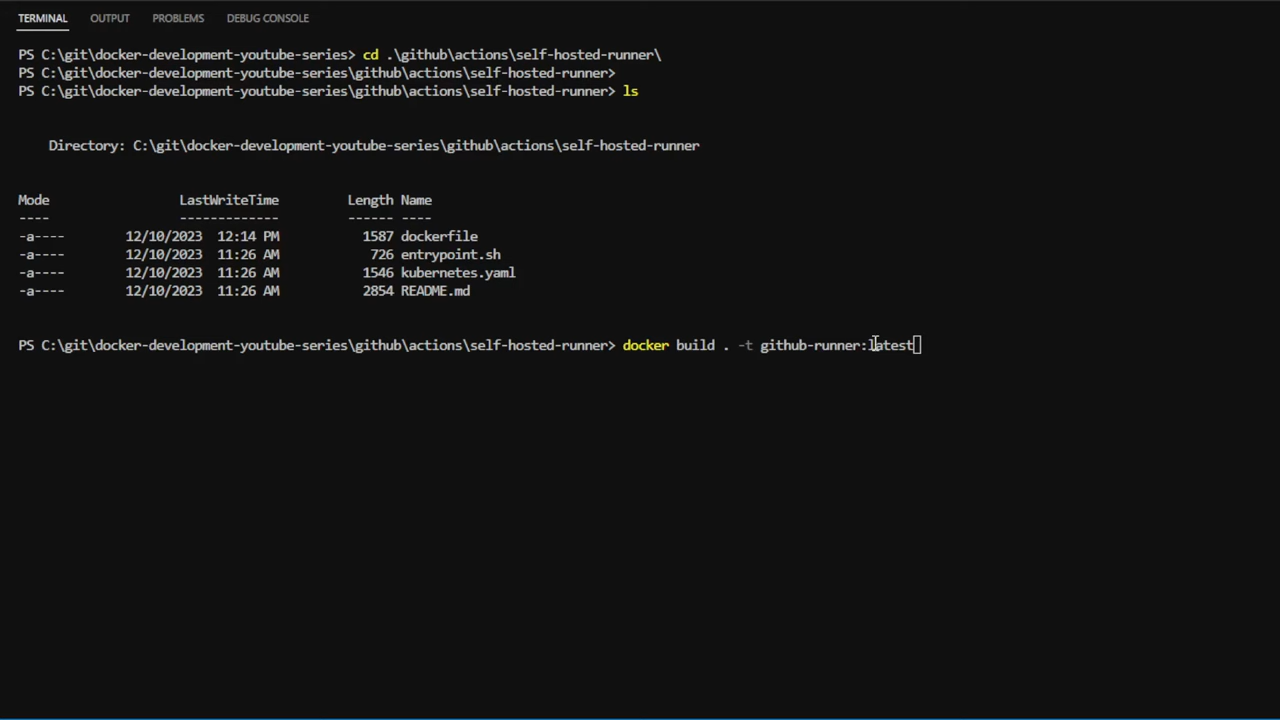 TERMINAL OUTPUT PROBLEMS DEBUG CONSOLE
PS C:\git\docker-development-youtube-series> cd .\github\actions\self-hosted-runner\
PS C:\git\docker-development-youtube-series\github\actions\self-hosted-runner>
PS C:\git\docker-development-youtube-series\github\actions\self-hosted-runner> ls
Directory: C:\git\docker-development-youtube-series\github\actions\self-hosted-runner
Mode LastWriteTime Length Name
---- ------------- ------ ----
-a---- 12/10/2023 12:14 PM 1587 dockerfile
-a---- 12/10/2023 11:26 AM 726 entrypoint.sh
-a---- 12/10/2023 11:26 AM 1546 kubernetes.yaml
-a---- 12/10/2023 11:26 AM 2854 README.md
PS C:\git\docker-development-youtube-series\github\actions\self-hosted-runner> docker build . -t github-runner:latest